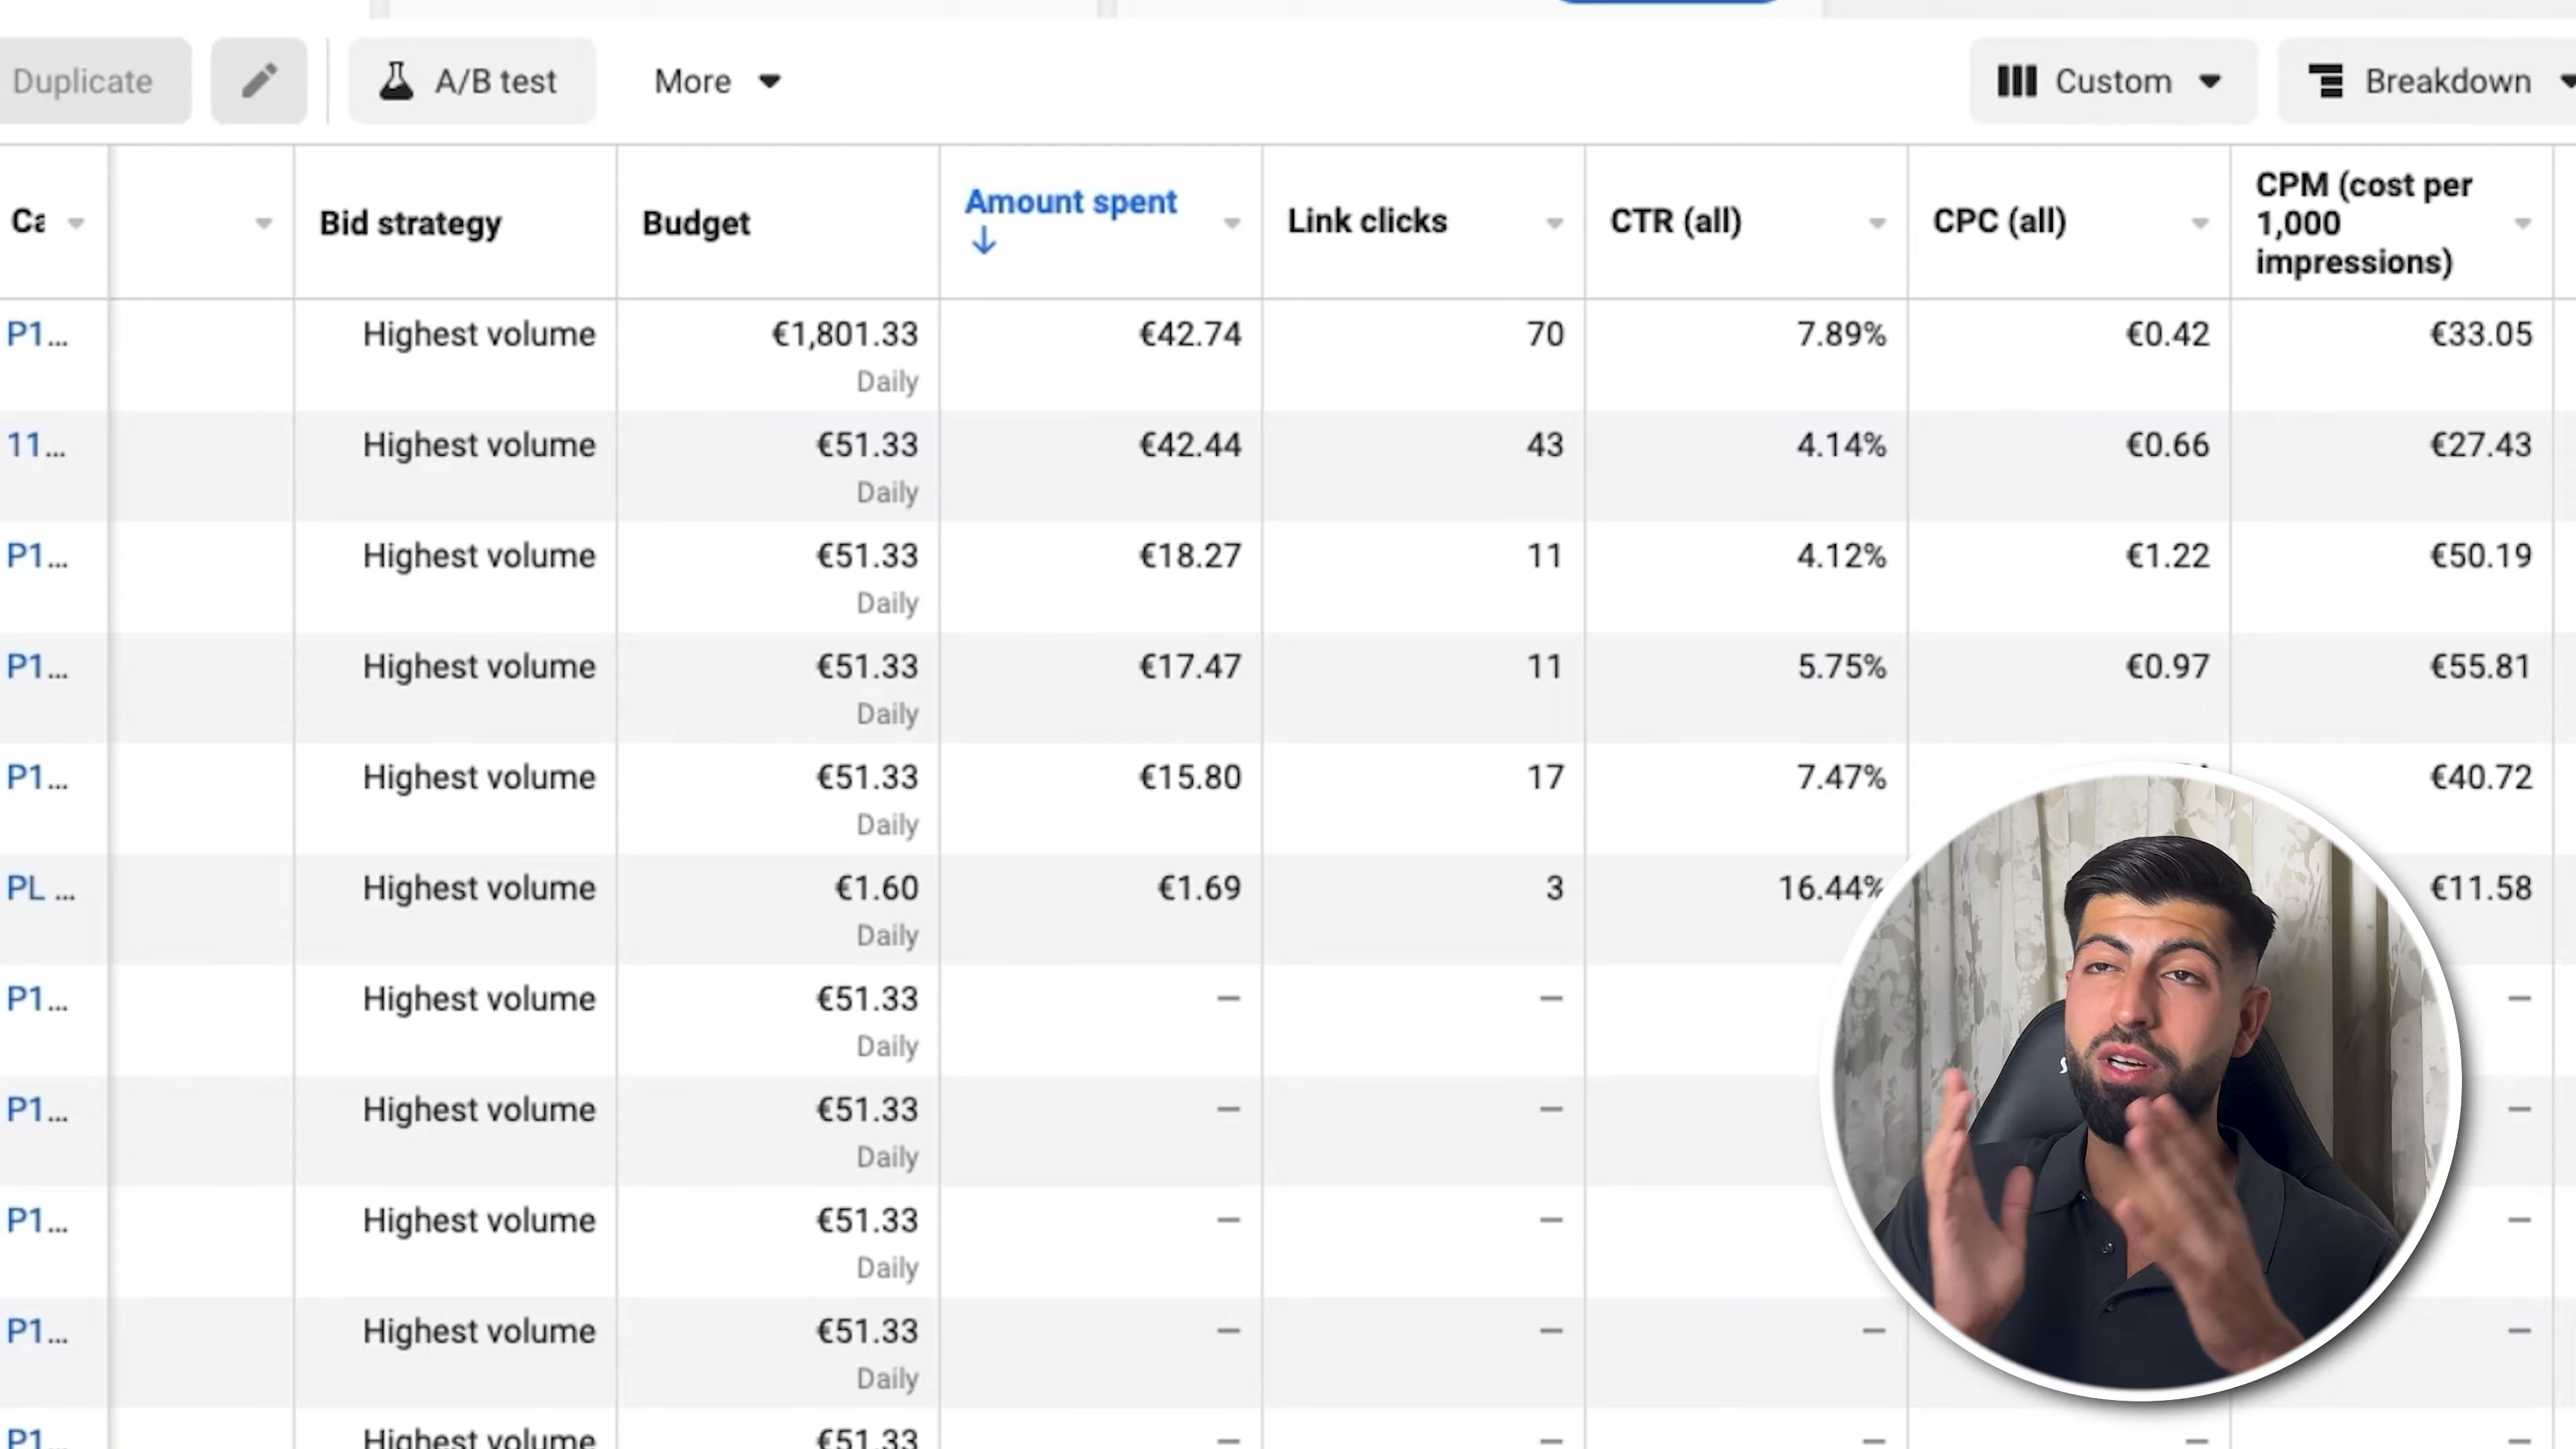 Duplicate A/B test More Custom Breakdown
Bid strategy Budget Amount spent Link clicks CTR (all) CPC (all) CPM (cost per 1,000 impressions)
P1... Highest volume €1,801.33 €42.74 70 7.89% €0.42 €33.05
Daily
11... Highest volume €51.33 €42.44 43 4.14% €0.66 €27.43
Daily
P1... Highest volume €51.33 €18.27 11 4.12% €1.22 €50.19
Daily
P1... Highest volume €51.33 €17.47 11 5.75% €0.97 €55.81
Daily
P1... Highest volume €51.33 €15.80 17 7.47% €40.72
Daily
PL ... Highest volume €1.60 €1.69 3 16.44% €11.58
Daily
P1... Highest volume €51.33 — — —
Daily
P1... Highest volume €51.33 — — —
Daily
P1... Highest volume €51.33 — — —
Daily
P1... Highest volume €51.33 — — — —
Daily
P1... Highest volume €51.33 — — — — —